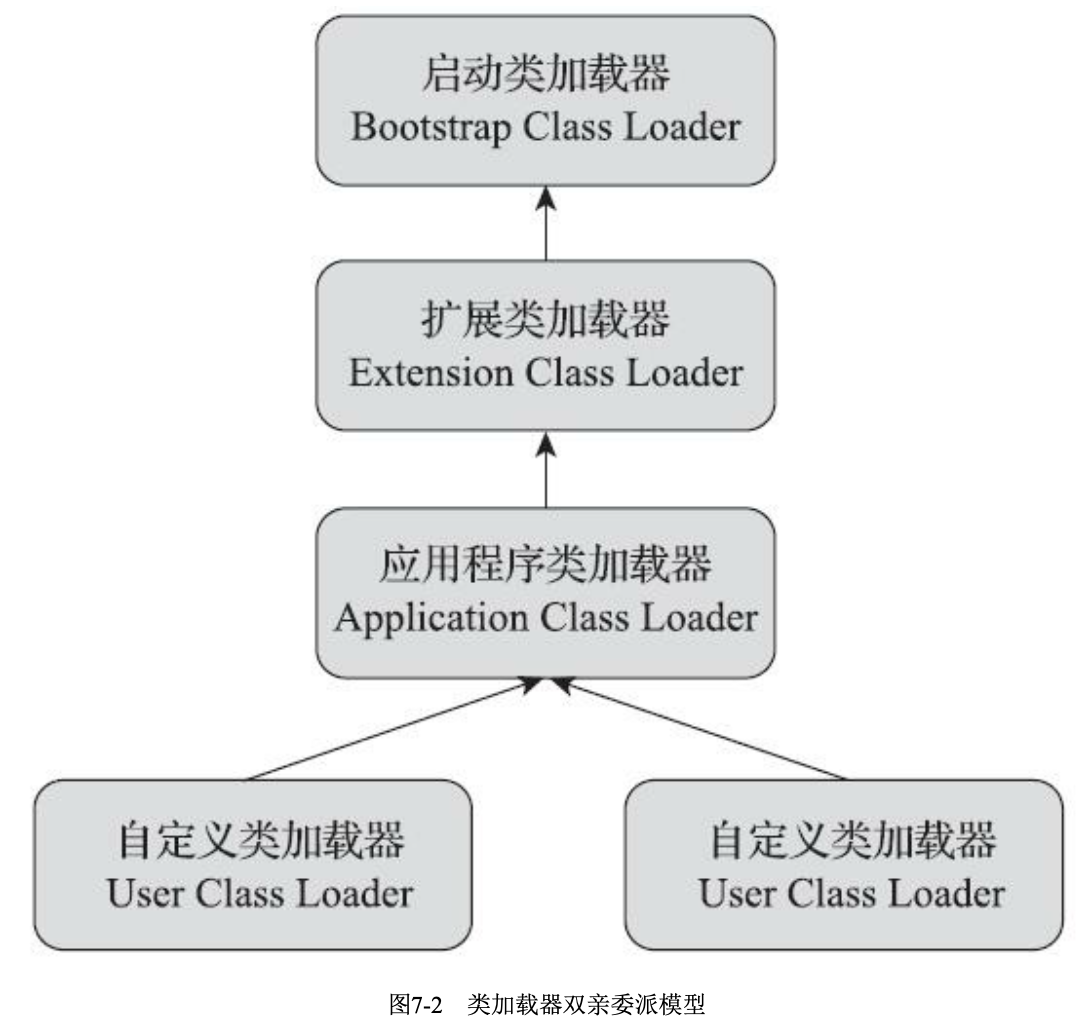 启动类加载器
Bootstrap Class Loader
扩展类加载器
Extension Class Loader
应用程序类加载器
Application Class Loader
自定义类加载器
User Class Loader
自定义类加载器
User Class Loader
图7-2 类加载器双亲委派模型